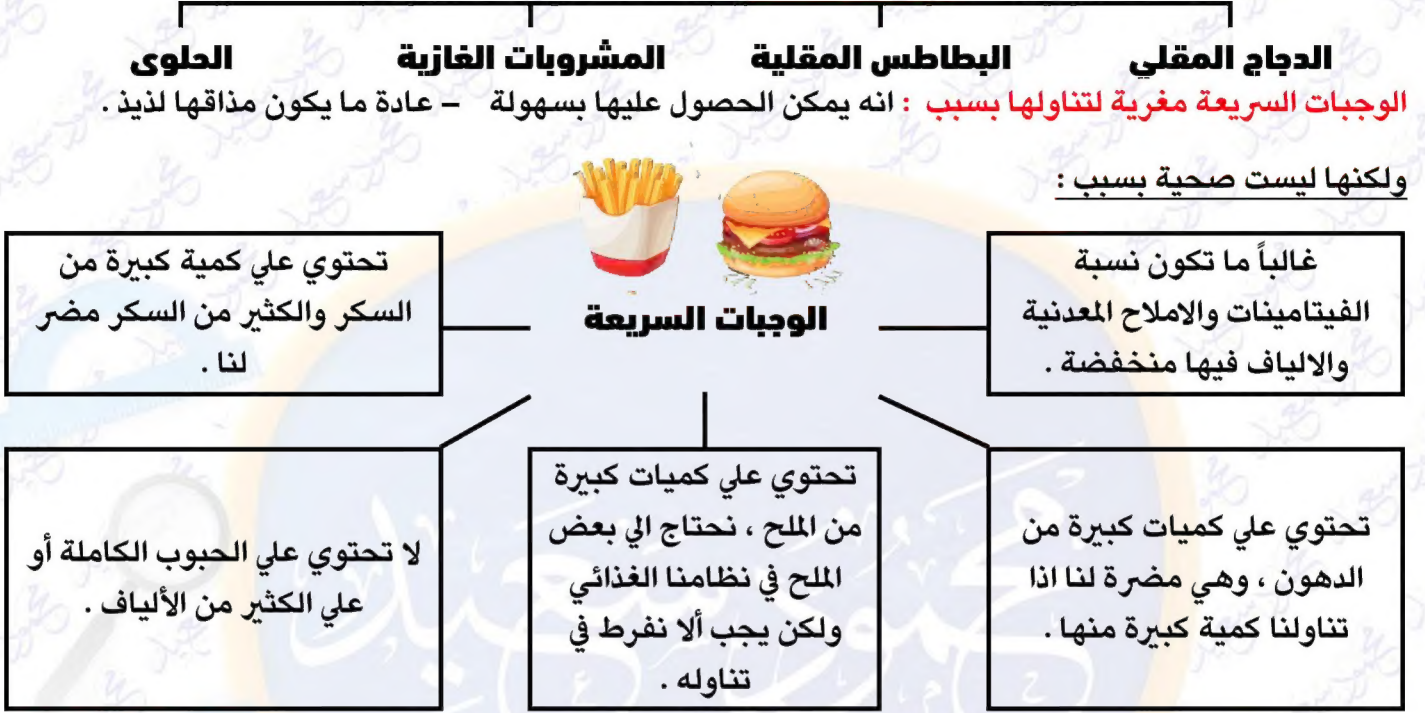 الدجاج المقلي
البطاطس المقلية
المشروبات الغازية
الحلوى
الوجبات السريعة مغرية لتناولها بسبب : انه يمكن الحصول عليها بسهولة – عادة ما يكون مذاقها لذيذ .
ولكنها ليست صحية بسبب :
غالباً ما تكون نسبة
الفيتامينات والاملاح المعدنية
والالياف فيها منخفضة .
الوجبات السريعة
تحتوي علي كمية كبيرة من
السكر والكثير من السكر مضر
لنا .
تحتوي علي كميات كبيرة من
الدهون ، وهي مضرة لنا اذا
تناولنا كمية كبيرة منها .
تحتوي علي كميات كبيرة
من الملح ، نحتاج الي بعض
الملح في نظامنا الغذائي
ولكن يجب ألا نفرط في
تناوله .
لا تحتوي علي الحبوب الكاملة أو
علي الكثير من الألياف .
محمود سعيد